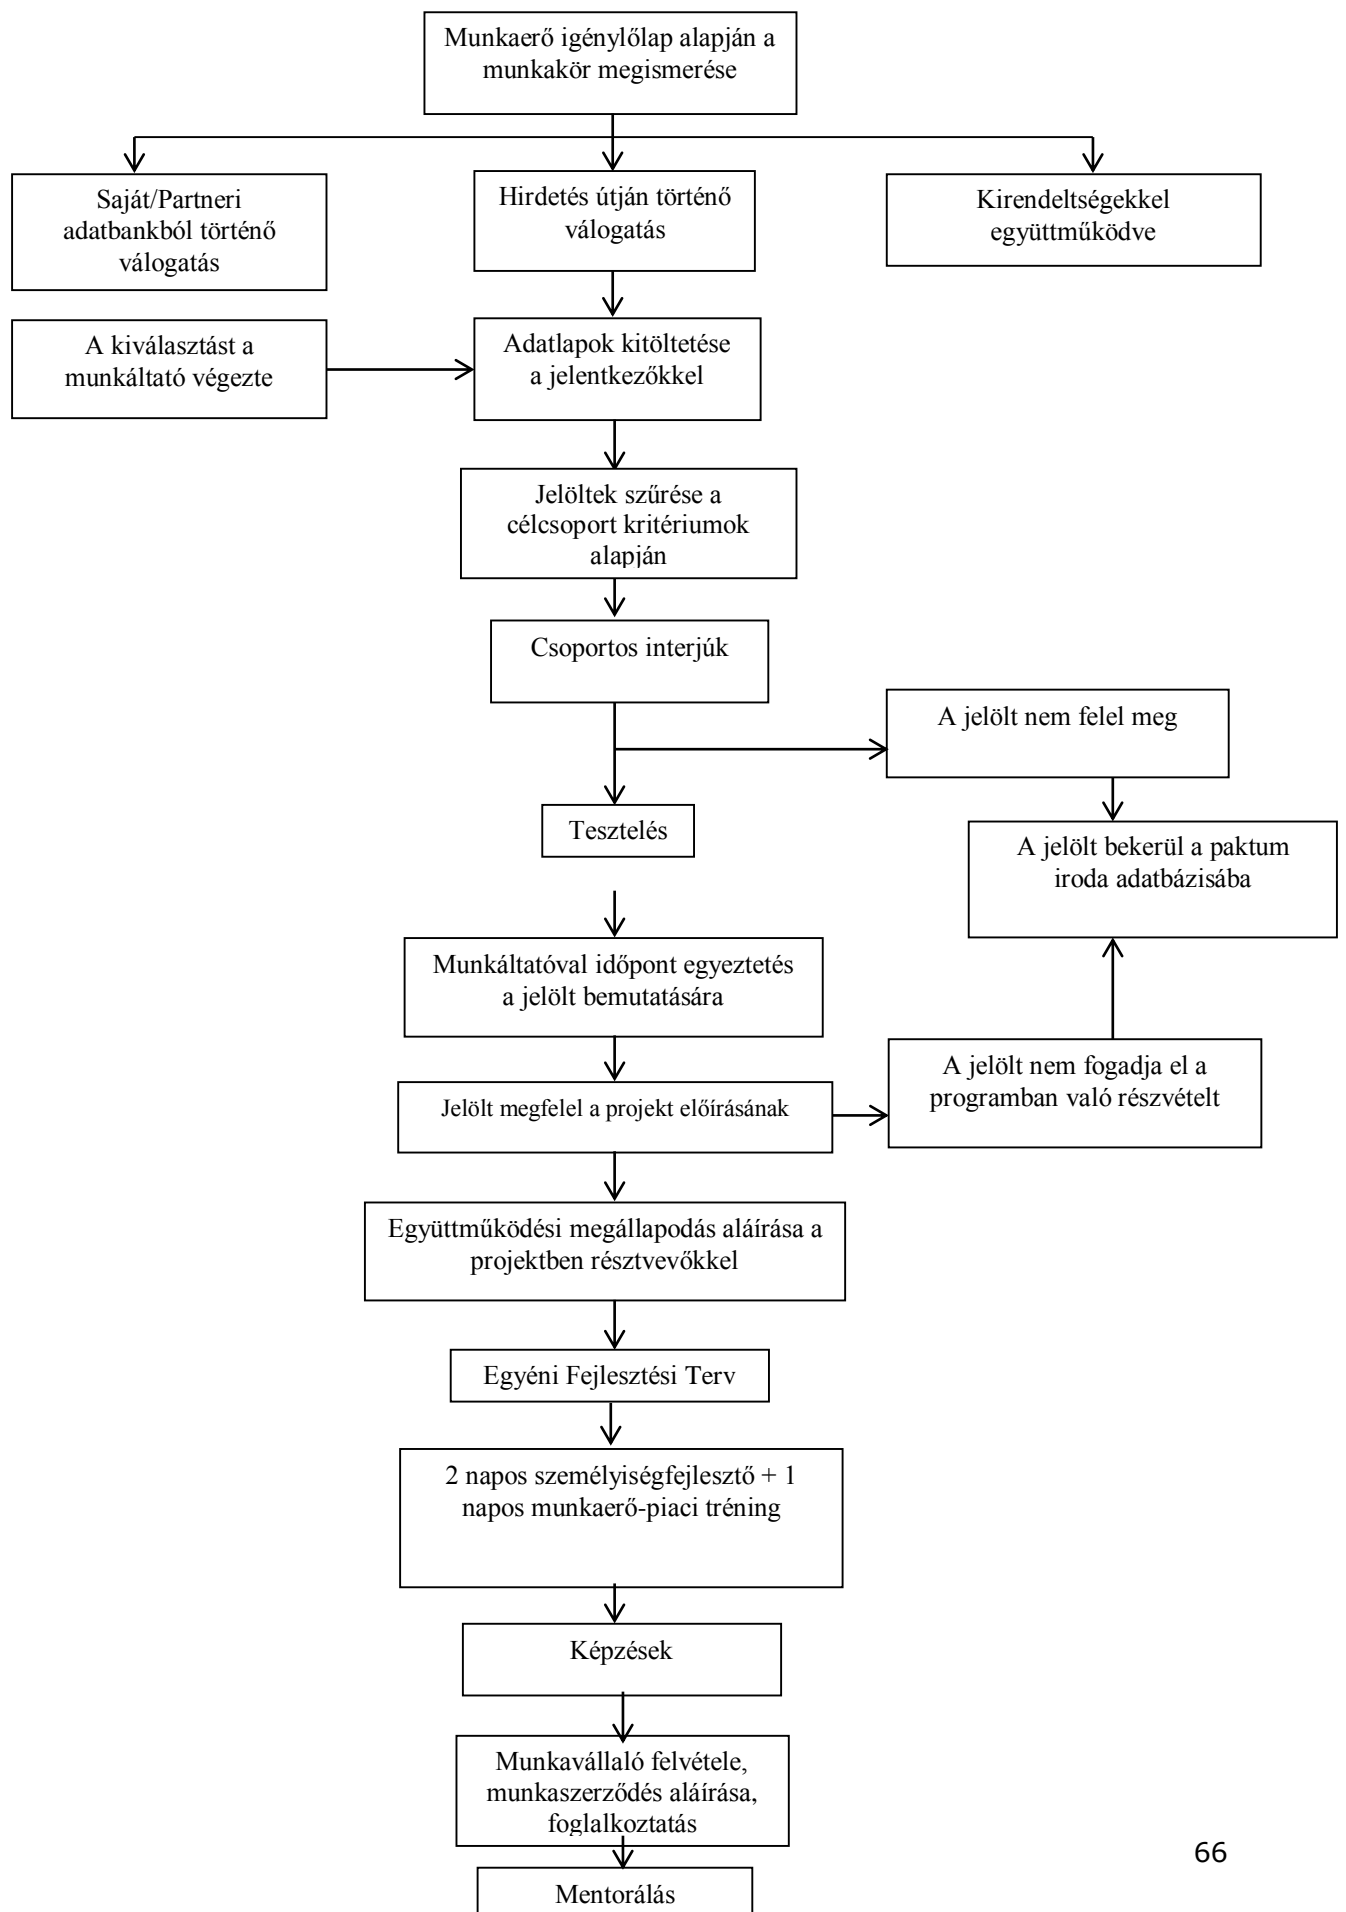 Munkaerő igénylőlap alapján a
munkakör megismerése
Saját/Partneri
adatbankból történő
válogatás
Hirdetés útján történő
válogatás
Kirendeltségekkel
együttműködve
A kiválasztást a
munkáltató végezte
Adatlapok kitöltetése
a jelentkezőkkel
Jelöltek szűrése a
célcsoport kritériumok
alapján
Csoportos interjúk
A jelölt nem felel meg
Tesztelés
A jelölt bekerül a paktum
iroda adatbázisába
Munkáltatóval időpont egyeztetés
a jelölt bemutatására
A jelölt nem fogadja el a
programban való részvételt
Jelölt megfelel a projekt előírásának
Együttműködési megállapodás aláírása a
projektben résztvevőkkel
Egyéni Fejlesztési Terv
2 napos személyiségfejlesztő + 1
napos munkaerő-piaci tréning
Képzések
Munkavállaló felvétele,
munkaszerződés aláírása,
foglalkoztatás
66
Mentorálás